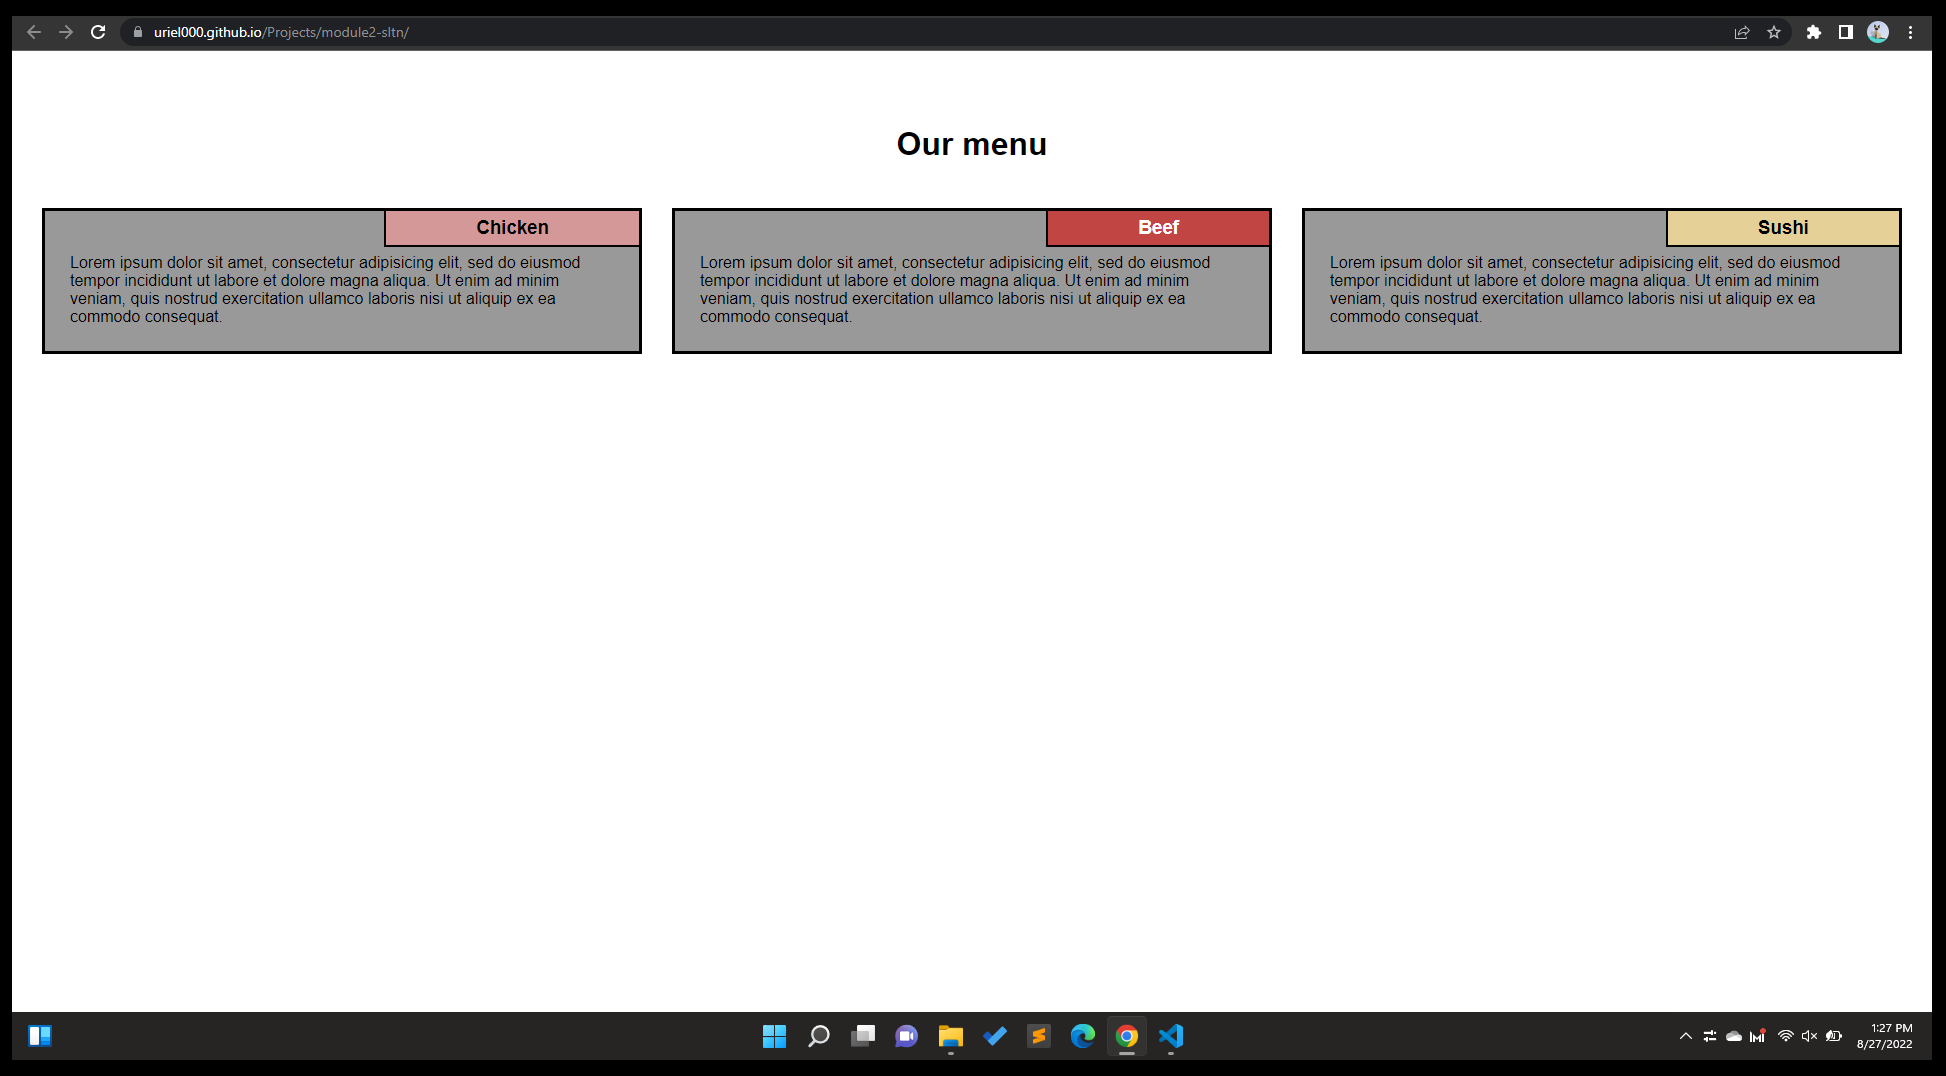 uriel000.github.io/Projects/module2-sltn/
Our menu
Chicken
Lorem ipsum dolor sit amet, consectetur adipisicing elit, sed do eiusmod
tempor incididunt ut labore et dolore magna aliqua. Ut enim ad minim
veniam, quis nostrud exercitation ullamco laboris nisi ut aliquip ex ea
commodo consequat.
Beef
Lorem ipsum dolor sit amet, consectetur adipisicing elit, sed do eiusmod
tempor incididunt ut labore et dolore magna aliqua. Ut enim ad minim
veniam, quis nostrud exercitation ullamco laboris nisi ut aliquip ex ea
commodo consequat.
Sushi
Lorem ipsum dolor sit amet, consectetur adipisicing elit, sed do eiusmod
tempor incididunt ut labore et dolore magna aliqua. Ut enim ad minim
veniam, quis nostrud exercitation ullamco laboris nisi ut aliquip ex ea
commodo consequat.
1:27 PM
8/27/2022